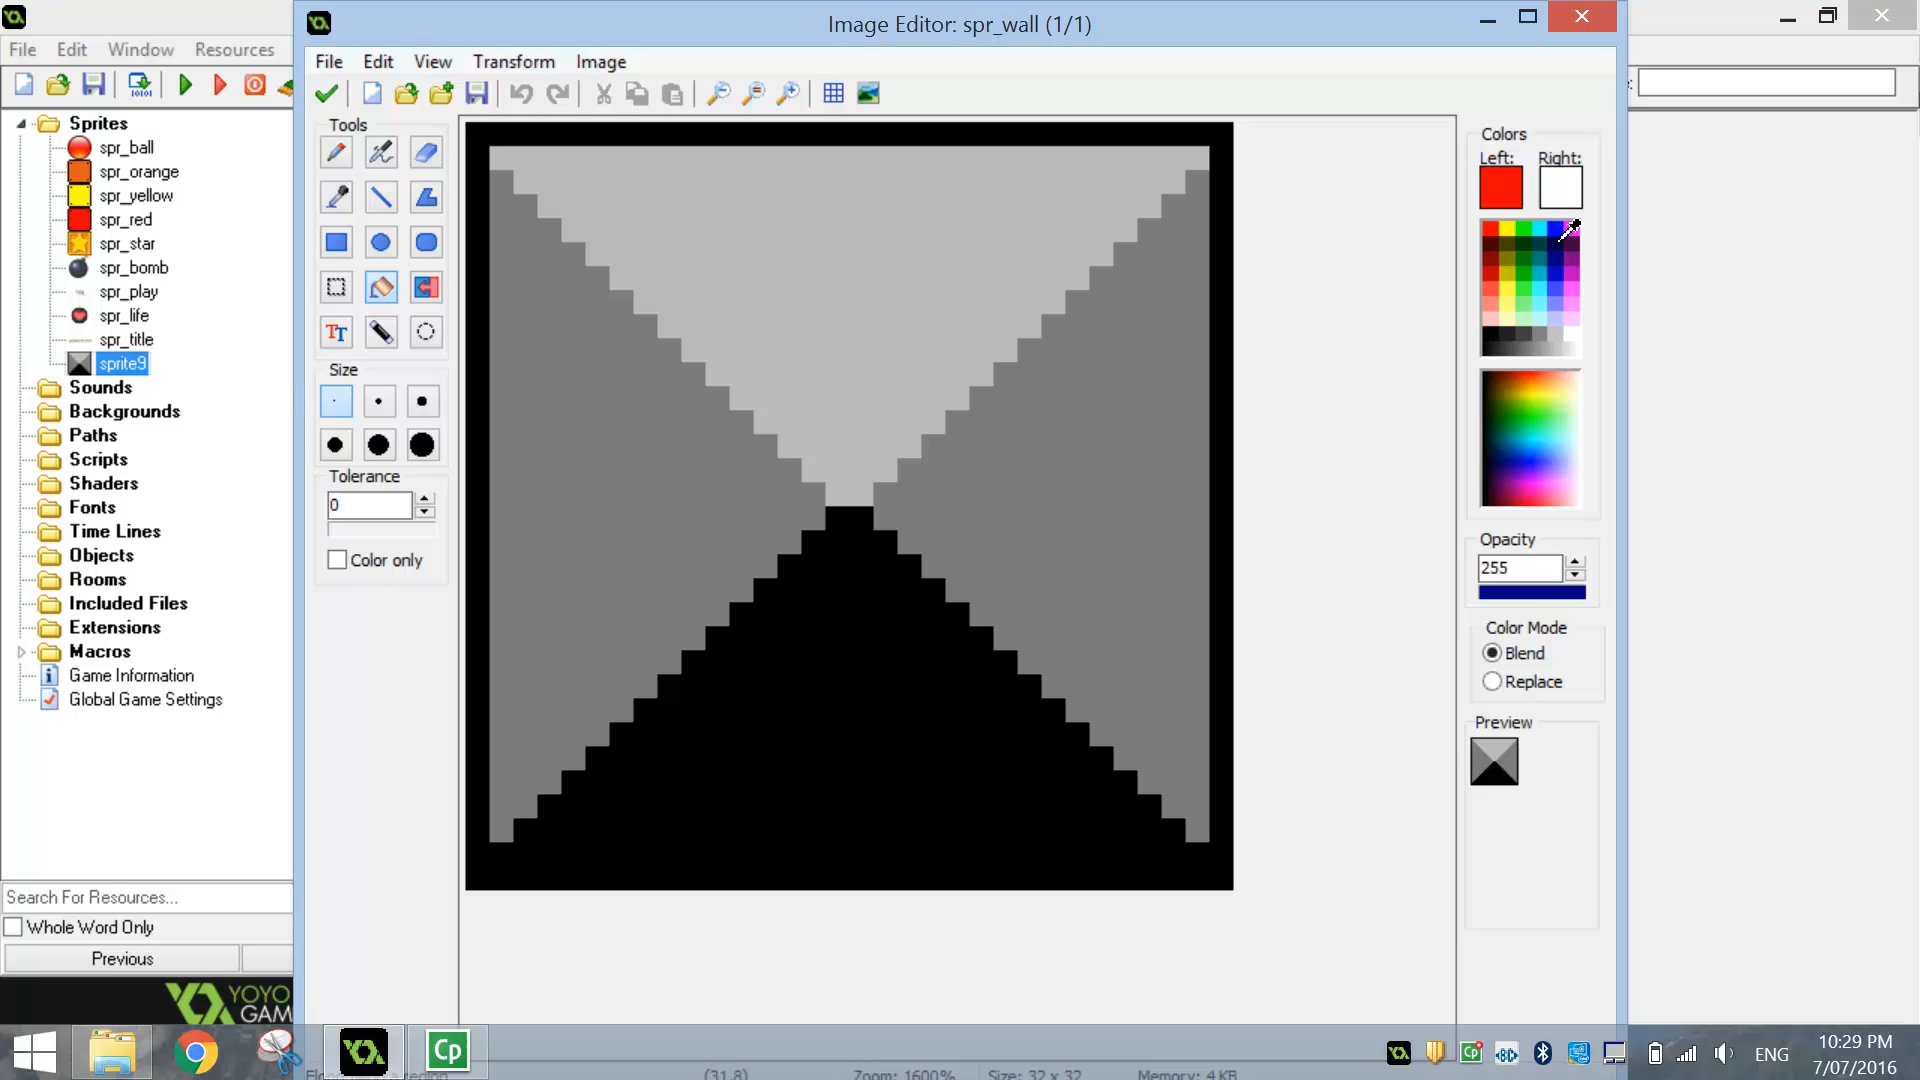 Image Editor: spr_wall (1/1)
File Edit Window Resources
File Edit View Transform Image
Tools
Size
Tolerance
0
Color only
Sprites
spr_ball
spr_orange
spr_yellow
spr_red
spr_star
spr_bomb
spr_play
spr_life
spr_title
sprite9
Sounds
Backgrounds
Paths
Scripts
Shaders
Fonts
Time Lines
Objects
Rooms
Included Files
Extensions
Macros
Game Information
Global Game Settings
Search For Resources...
Whole Word Only
Previous
YOYO
GAM
Colors
Left: Right:
Opacity
255
Color Mode
Blend
Replace
Preview
(31,8) Zoom: 1600% Size: 32 x 32 Memory: 4 KB
Cp
ENG
10:29 PM
7/07/2016